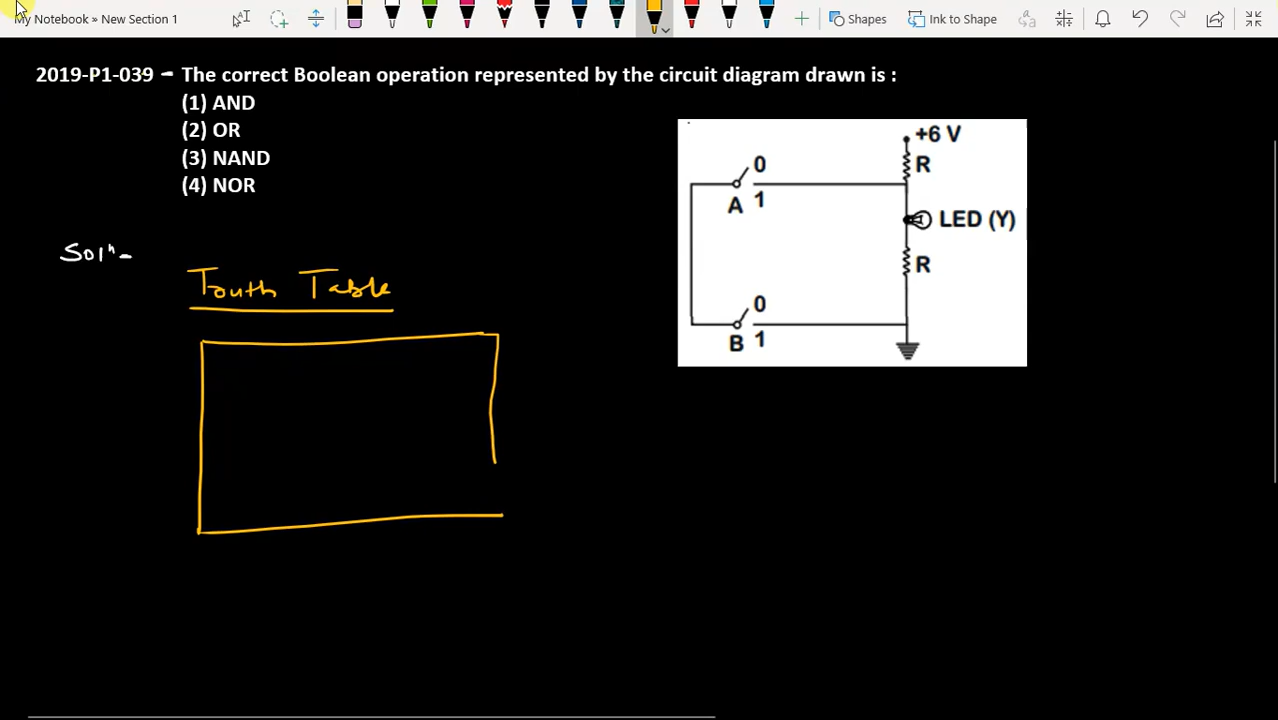 My Notebook » New Section 1
Shapes
Ink to Shape
2019-P1-039 - The correct Boolean operation represented by the circuit diagram drawn is :
(1) AND
(2) OR
(3) NAND
(4) NOR
+6 V
R
0
A 1
LED (Y)
R
0
B 1
Solⁿ-
Truth Table